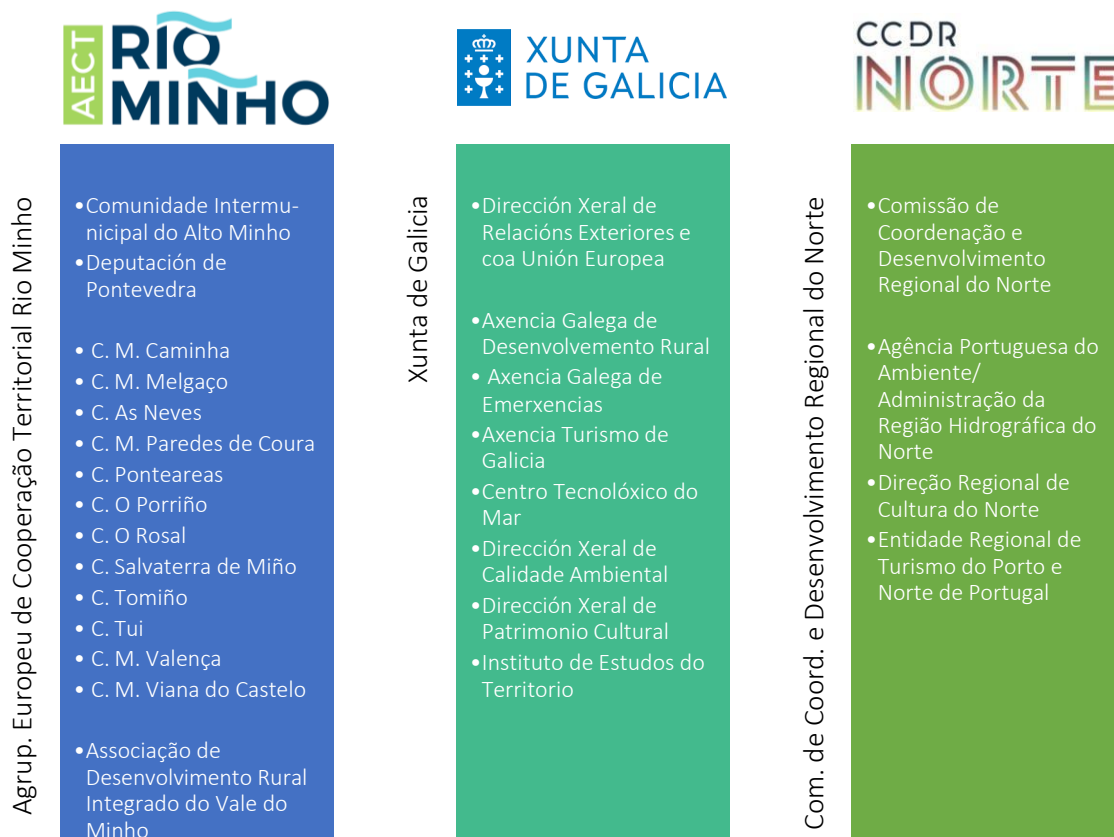 AECT
RIO
MINHO
Agrup. Europeu de Cooperação Territorial Rio Minho
•Comunidade Intermu-
nicipal do Alto Minho
•Deputación de
Pontevedra
• C. M. Caminha
• C. M. Melgaço
• C. As Neves
• C. M. Paredes de Coura
• C. Ponteareas
• C. O Porriño
• C. O Rosal
• C. Salvaterra de Miño
• C. Tomiño
• C. Tui
• C. M. Valença
• C. M. Viana do Castelo
•Associação de
Desenvolvimento Rural
Integrado do Vale do
Minho
XUNTA
DE GALICIA
Xunta de Galicia
•Dirección Xeral de
Relacións Exteriores e
coa Unión Europea
•Axencia Galega de
Desenvolvemento Rural
• Axencia Galega de
Emerxencias
•Axencia Turismo de
Galicia
•Centro Tecnolóxico do
Mar
•Dirección Xeral de
Calidade Ambiental
•Dirección Xeral de
Patrimonio Cultural
•Instituto de Estudos do
Territorio
CCDR
NORTE
Com. de Coord. e Desenvolvimento Regional do Norte
•Comissão de
Coordenação e
Desenvolvimento
Regional do Norte
•Agência Portuguesa do
Ambiente/
Administração da
Região Hidrográfica do
Norte
•Direção Regional de
Cultura do Norte
•Entidade Regional de
Turismo do Porto e
Norte de Portugal